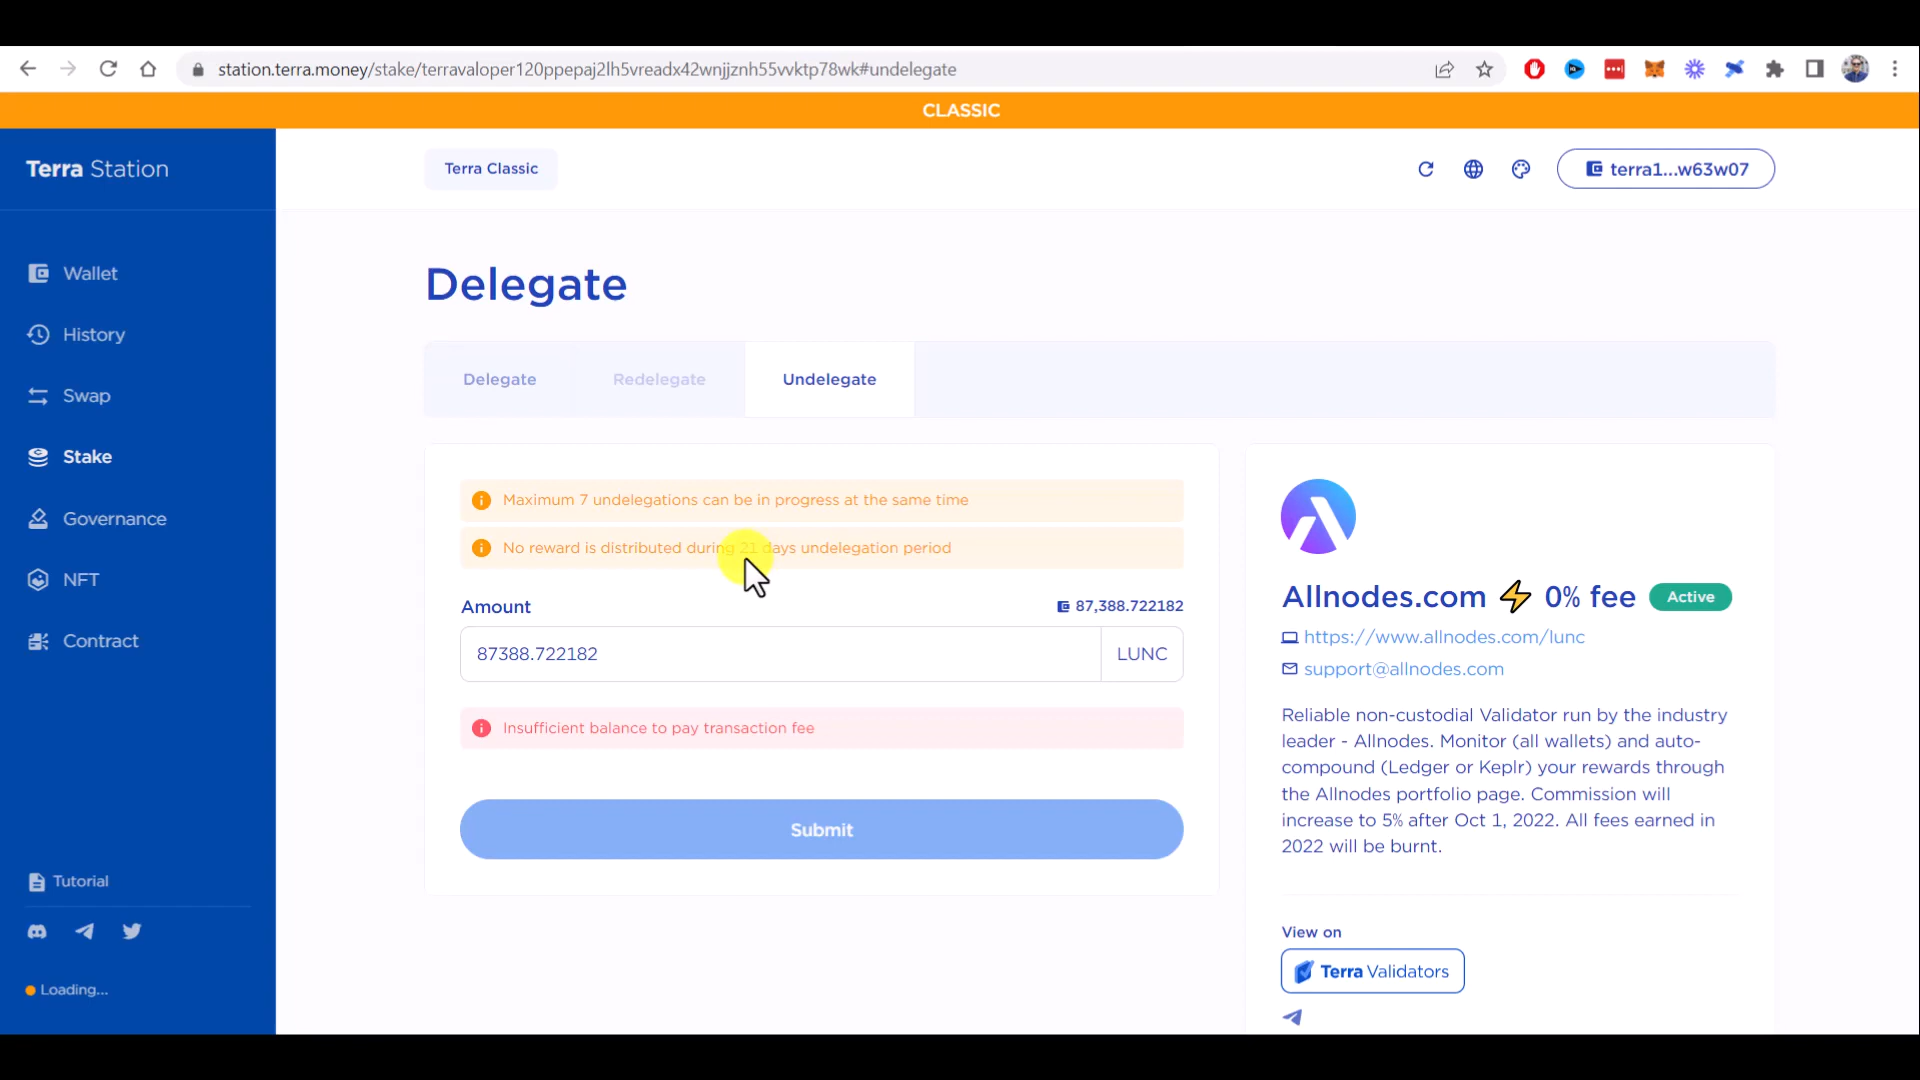 station.terra.money/stake/terravaloper120ppepaj2lh5vreadx42wnjjznh55vvktp78wk#undelegate
CLASSIC
Terra Station
Terra Classic
terra1...w63w07
Wallet
History
Swap
Stake
Governance
NFT
Contract
Tutorial
Loading...
Delegate
Delegate
Redelegate
Undelegate
Maximum 7 undelegations can be in progress at the same time
No reward is distributed during 21 days undelegation period
Amount
87,388.722182
87388.722182
LUNC
Insufficient balance to pay transaction fee
Submit
Allnodes.com ⚡ 0% fee
Active
https://www.allnodes.com/lunc
support@allnodes.com
Reliable non-custodial Validator run by the industry
leader - Allnodes. Monitor (all wallets) and auto-
compound (Ledger or Keplr) your rewards through
the Allnodes portfolio page. Commission will
increase to 5% after Oct 1, 2022. All fees earned in
2022 will be burnt.
View on
Terra Validators